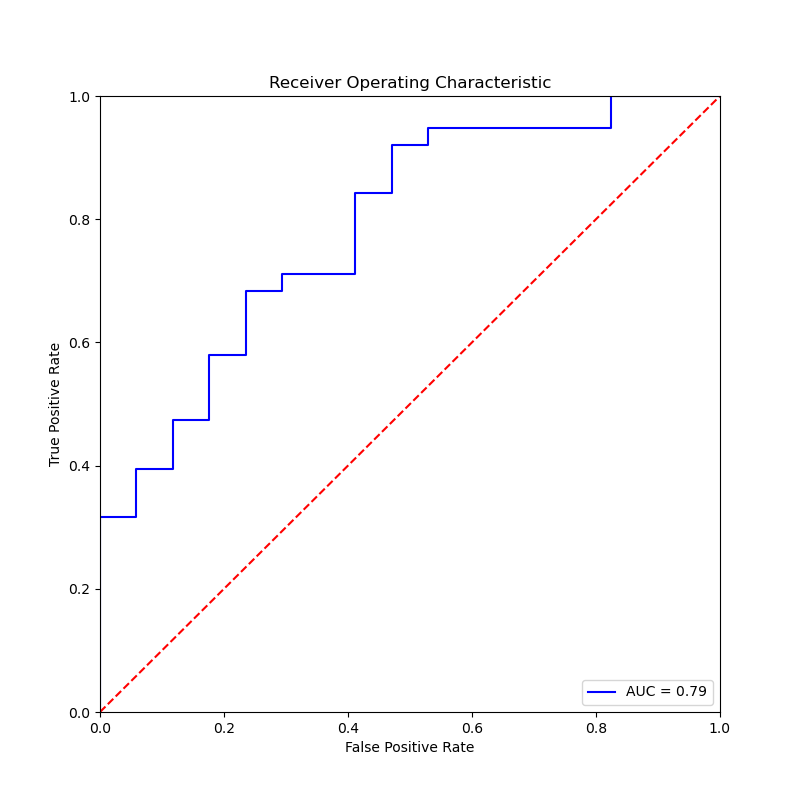 Receiver Operating Characteristic
1.0
0.8
0.6
0.4
0.2
0.0
True Positive Rate
0.0 0.2 0.4 0.6 0.8 1.0
False Positive Rate
AUC = 0.79